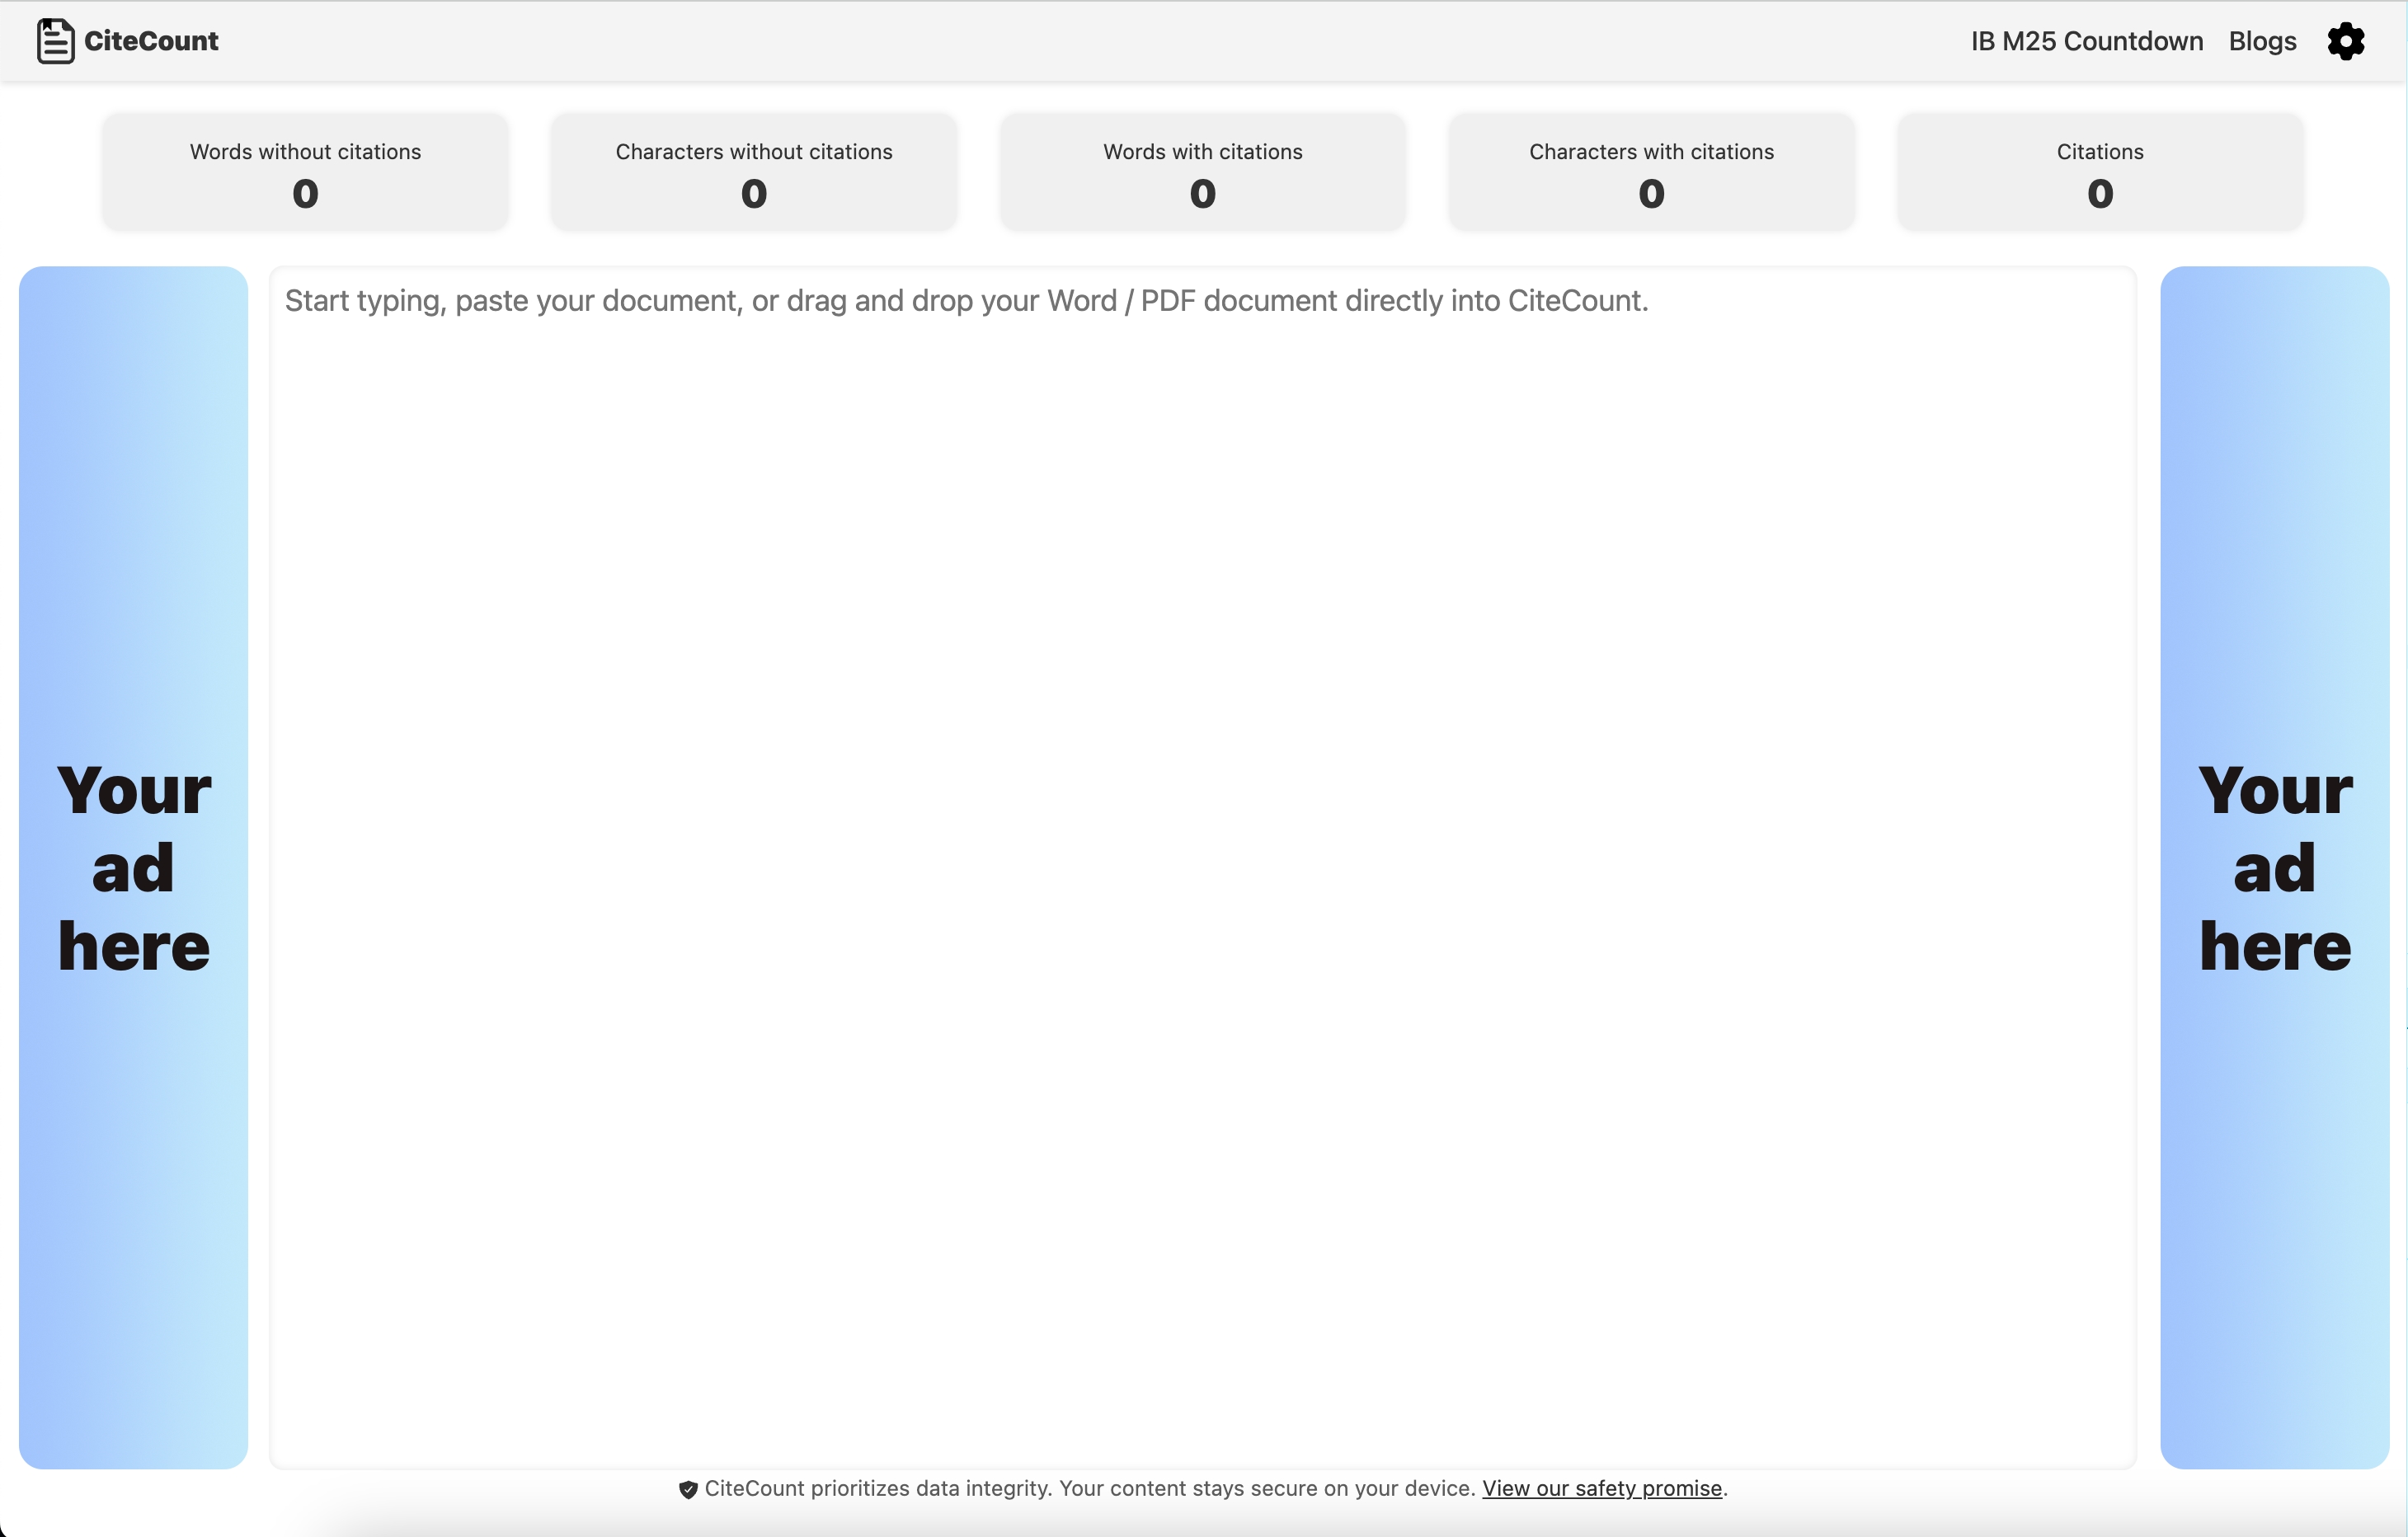 CiteCount
IB M25 Countdown Blogs
Words without citations
0
Characters without citations
0
Words with citations
0
Characters with citations
0
Citations
0
Your
ad
here
Start typing, paste your document, or drag and drop your Word / PDF document directly into CiteCount.
Your
ad
here
CiteCount prioritizes data integrity. Your content stays secure on your device. View our safety promise.